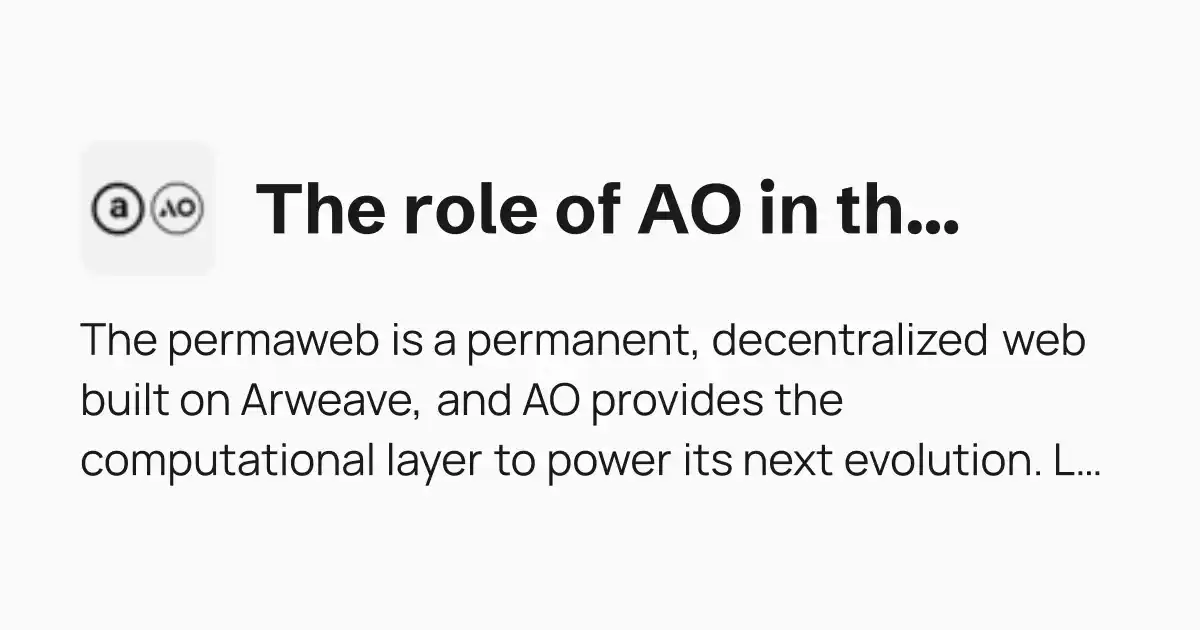 a AO The role of AO in th...
The permaweb is a permanent, decentralized web
built on Arweave, and AO provides the
computational layer to power its next evolution. L...